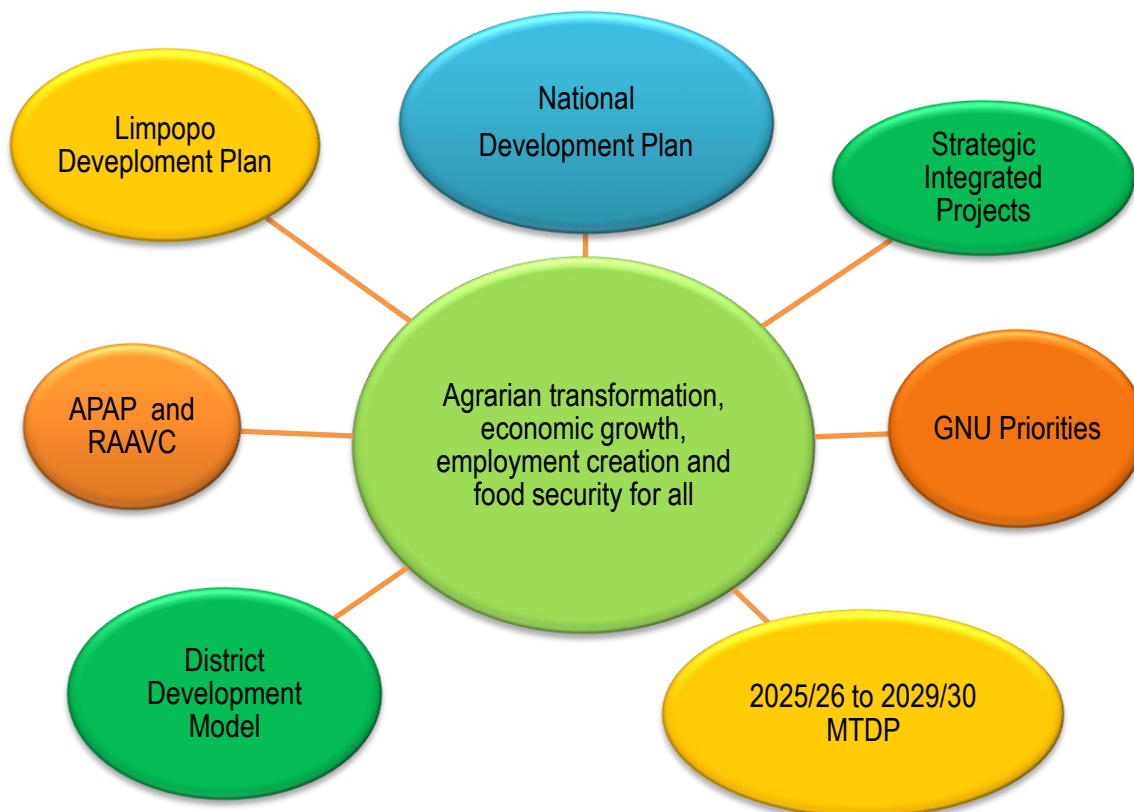 Limpopo
Deveploment Plan
National
Development Plan
Strategic
Integrated
Projects
APAP and
RAAVC
Agrarian transformation,
economic growth,
employment creation and
food security for all
GNU Priorities
District
Development
Model
2025/26 to 2029/30
MTDP